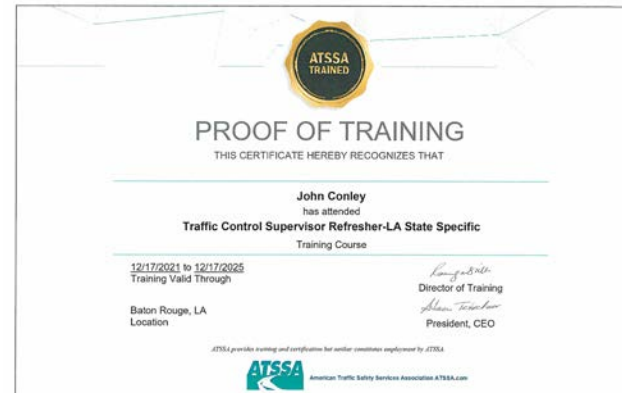 ATSSA
TRAINED
PROOF OF TRAINING
THIS CERTIFICATE HEREBY RECOGNIZES THAT
John Conley
has attended
Traffic Control Supervisor Refresher-LA State Specific
Training Course
12/17/2021 to 12/17/2025
Training Valid Through
Director of Training
Baton Rouge, LA
Location
President, CEO
ATSSA provides training and certification but neither constitutes employment by ATSSA.
ATSSA
American Traffic Safety Services Association ATSSA.com